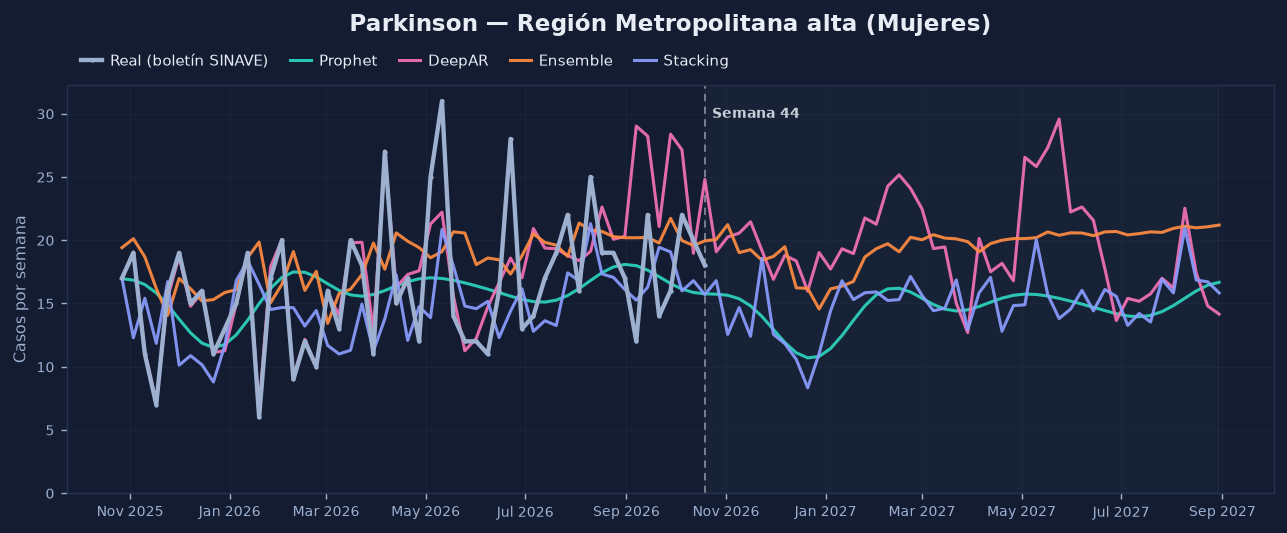 Parkinson — Región Metropolitana alta (Mujeres)
Real (boletín SINAVE) Prophet DeepAR Ensemble Stacking
Semana 44
Casos por semana
30
25
20
15
10
5
0
Nov 2025 Jan 2026 Mar 2026 May 2026 Jul 2026 Sep 2026 Nov 2026 Jan 2027 Mar 2027 May 2027 Jul 2027 Sep 2027